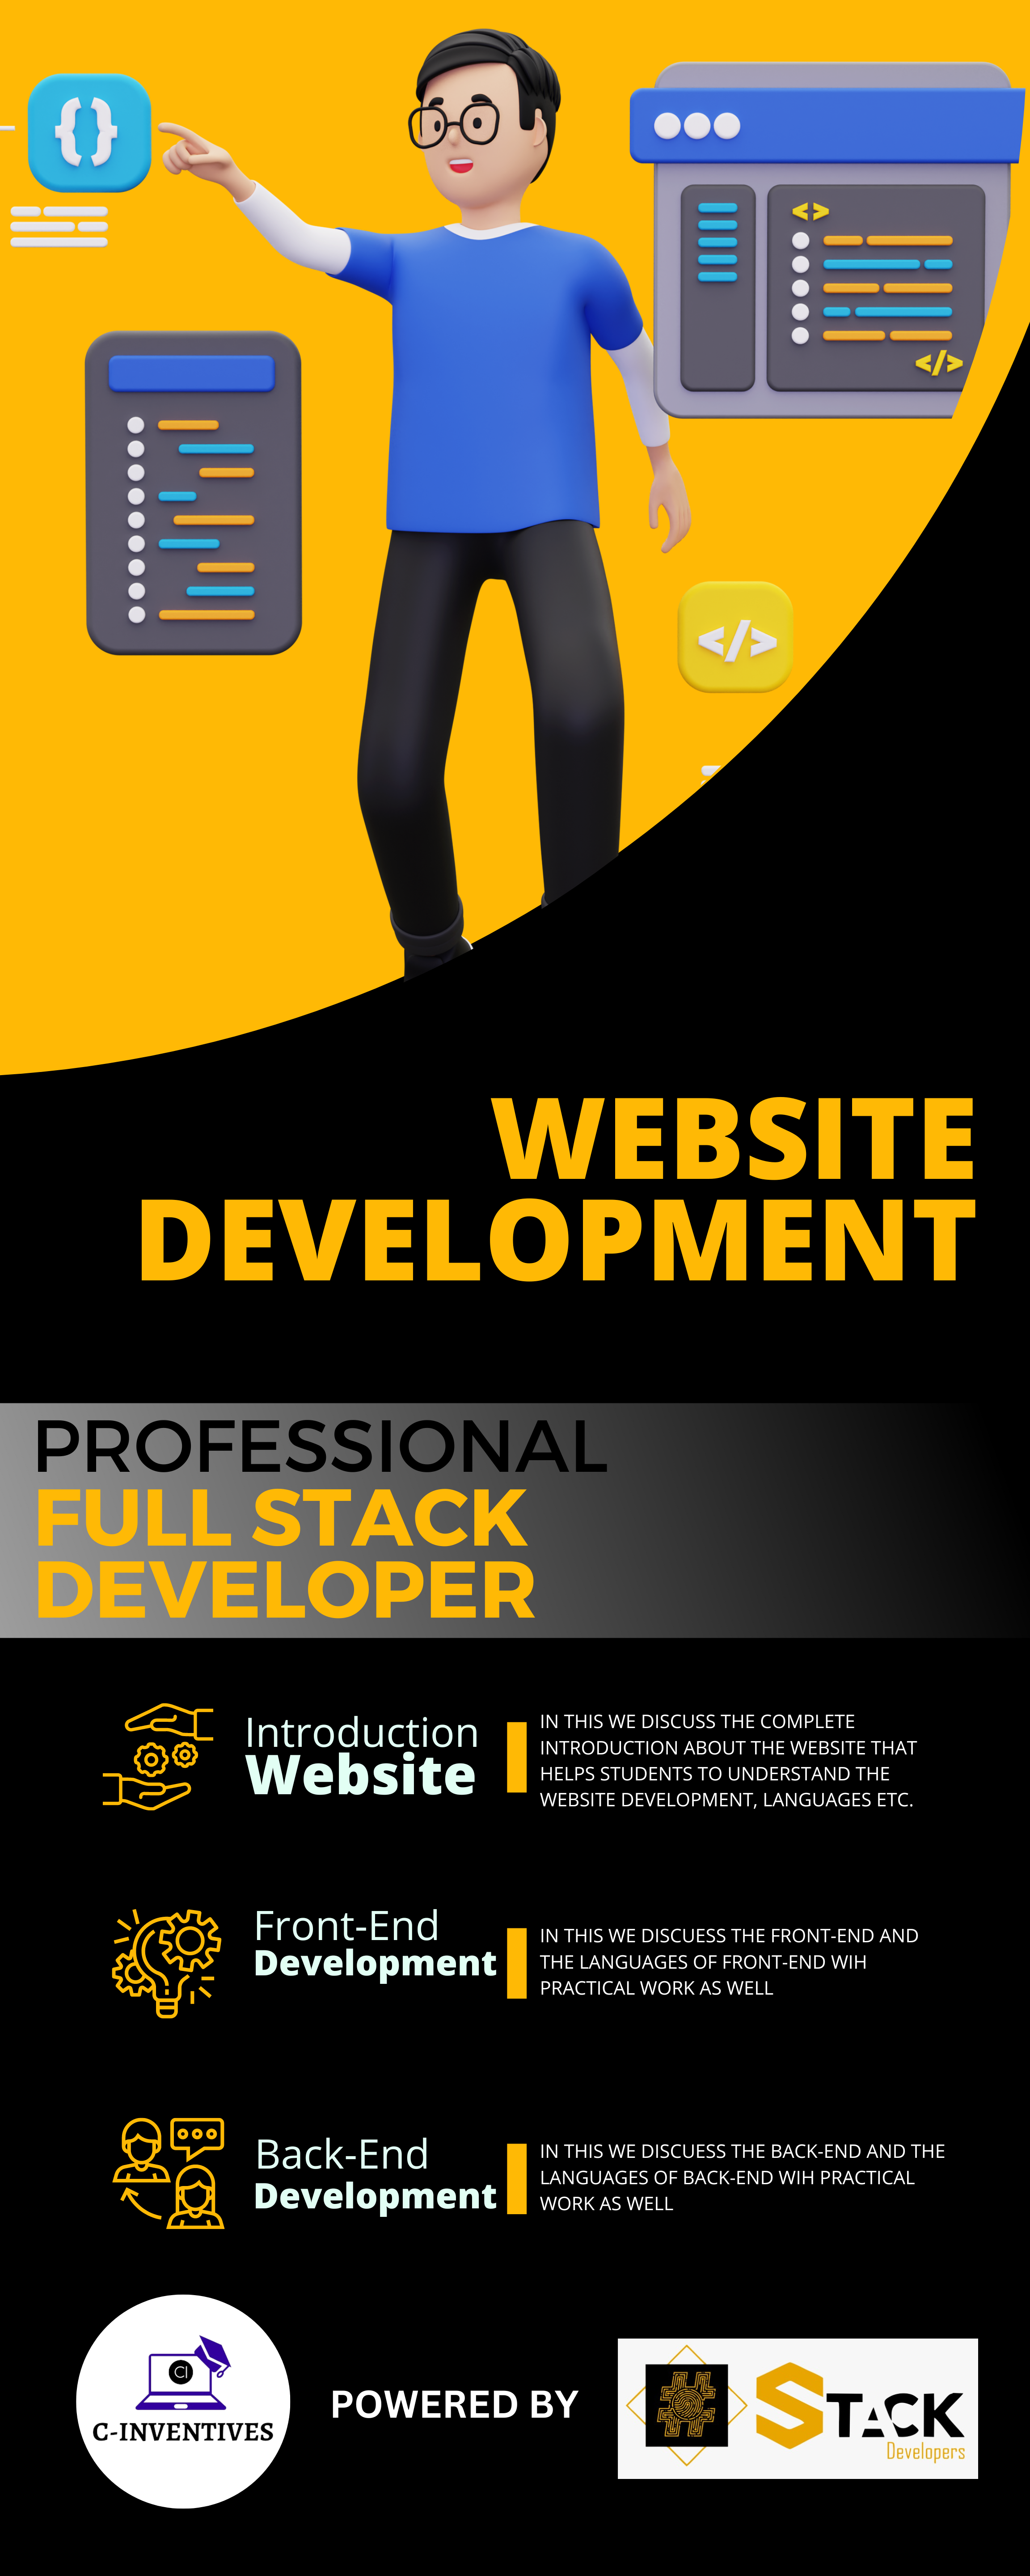 {}
<>
</>
</>
WEBSITE
DEVELOPMENT
PROFESSIONAL
FULL STACK
DEVELOPER
Introduction
Website
IN THIS WE DISCUSS THE COMPLETE
INTRODUCTION ABOUT THE WEBSITE THAT
HELPS STUDENTS TO UNDERSTAND THE
WEBSITE DEVELOPMENT, LANGUAGES ETC.
Front-End
Development
IN THIS WE DISCUESS THE FRONT-END AND
THE LANGUAGES OF FRONT-END WIH
PRACTICAL WORK AS WELL
Back-End
Development
IN THIS WE DISCUESS THE BACK-END AND THE
LANGUAGES OF BACK-END WIH PRACTICAL
WORK AS WELL
CI
C-INVENTIVES
POWERED BY
#
STACK
Developers